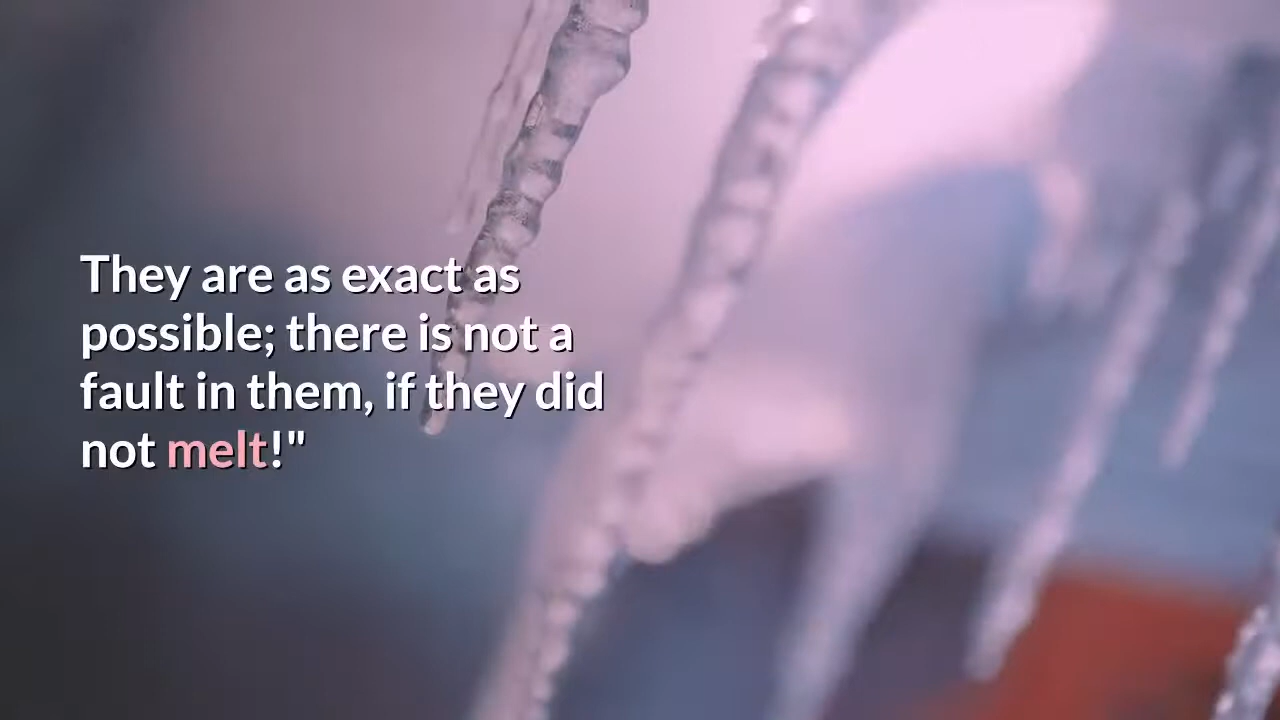 They are as exact as
possible; there is not a
fault in them, if they did
not melt!"